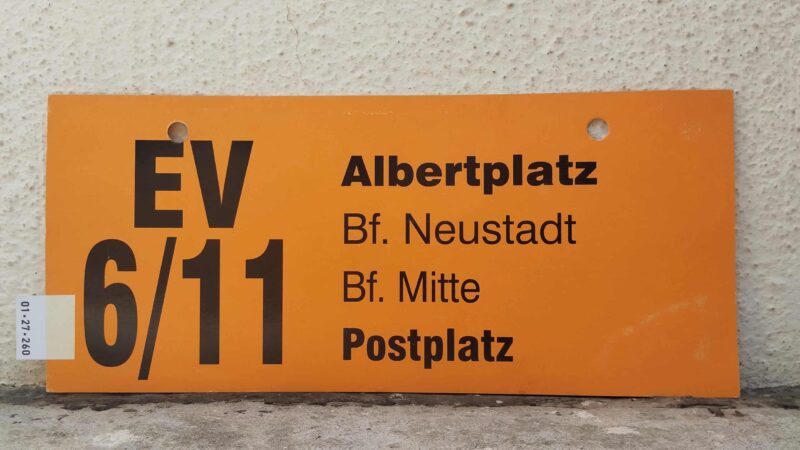 EV
6/11
Albertplatz
Bf. Neustadt
Bf. Mitte
Postplatz
01•27•260